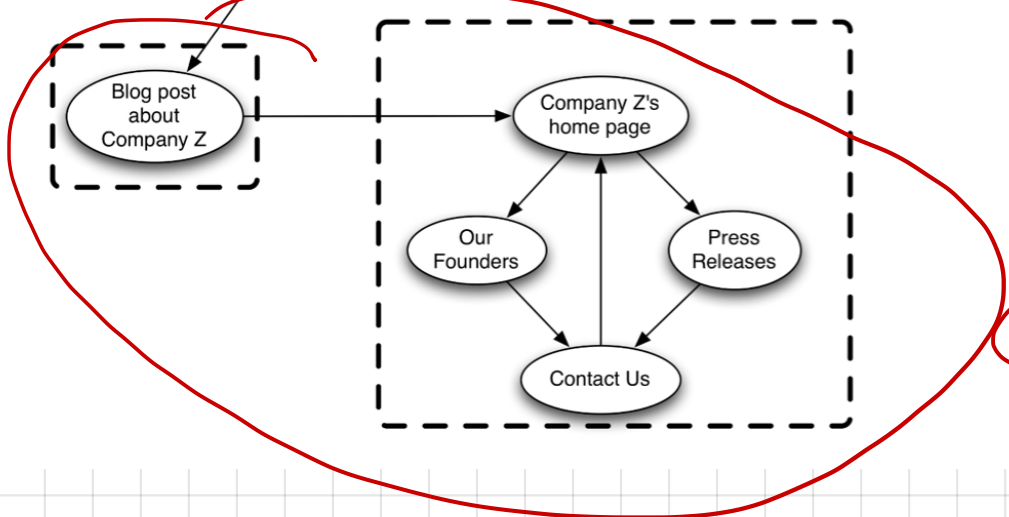 Blog post
about
Company Z
Company Z's
home page
Our
Founders
Press
Releases
Contact Us